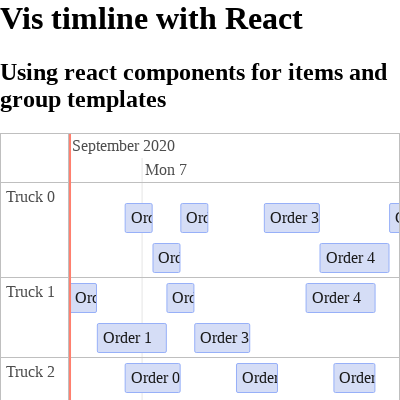 Vis timline with React
Using react components for items and
group templates
September 2020
Mon 7
Truck 0
Ord
Ord
Order 3
Ord
Order 4
Truck 1
Ord
Ord
Order 4
Order 1
Order 3
Truck 2
Order 0
Order
Order